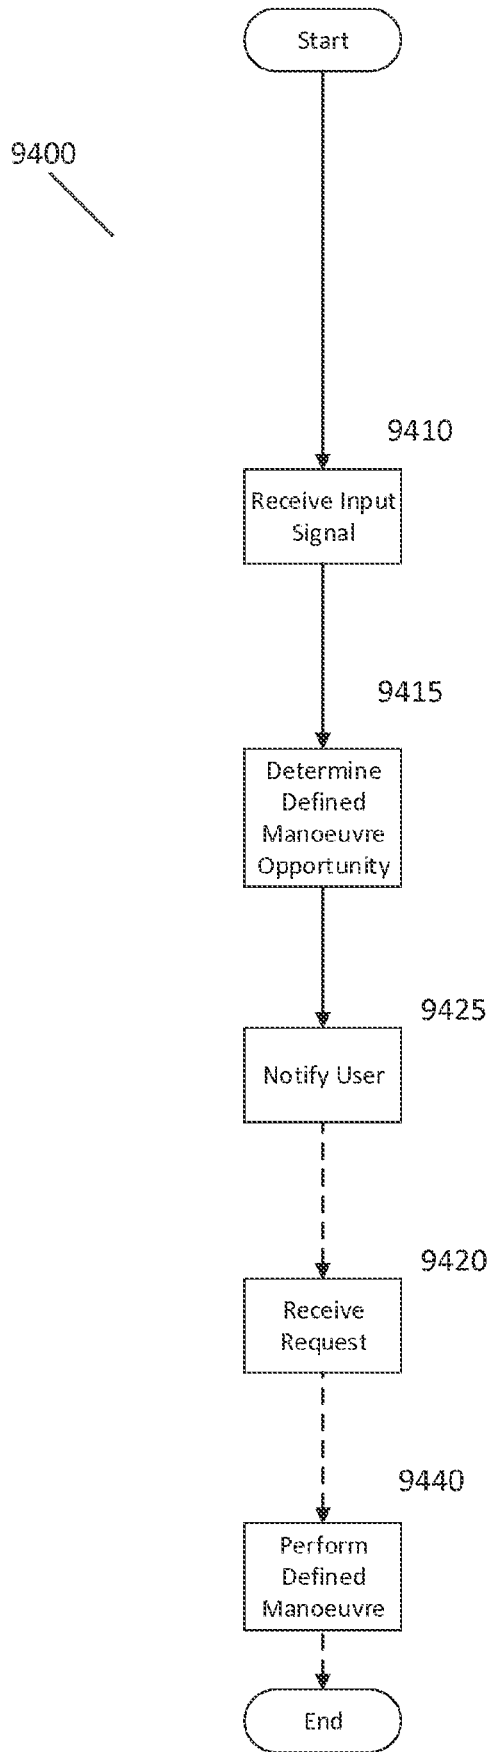 Start
9400
9410
Receive Input
Signal
9415
Determine
Defined
Manoeuvre
Opportunity
9425
Notify User
9420
Receive
Request
9440
Perform
Defined
Manoeuvre
End